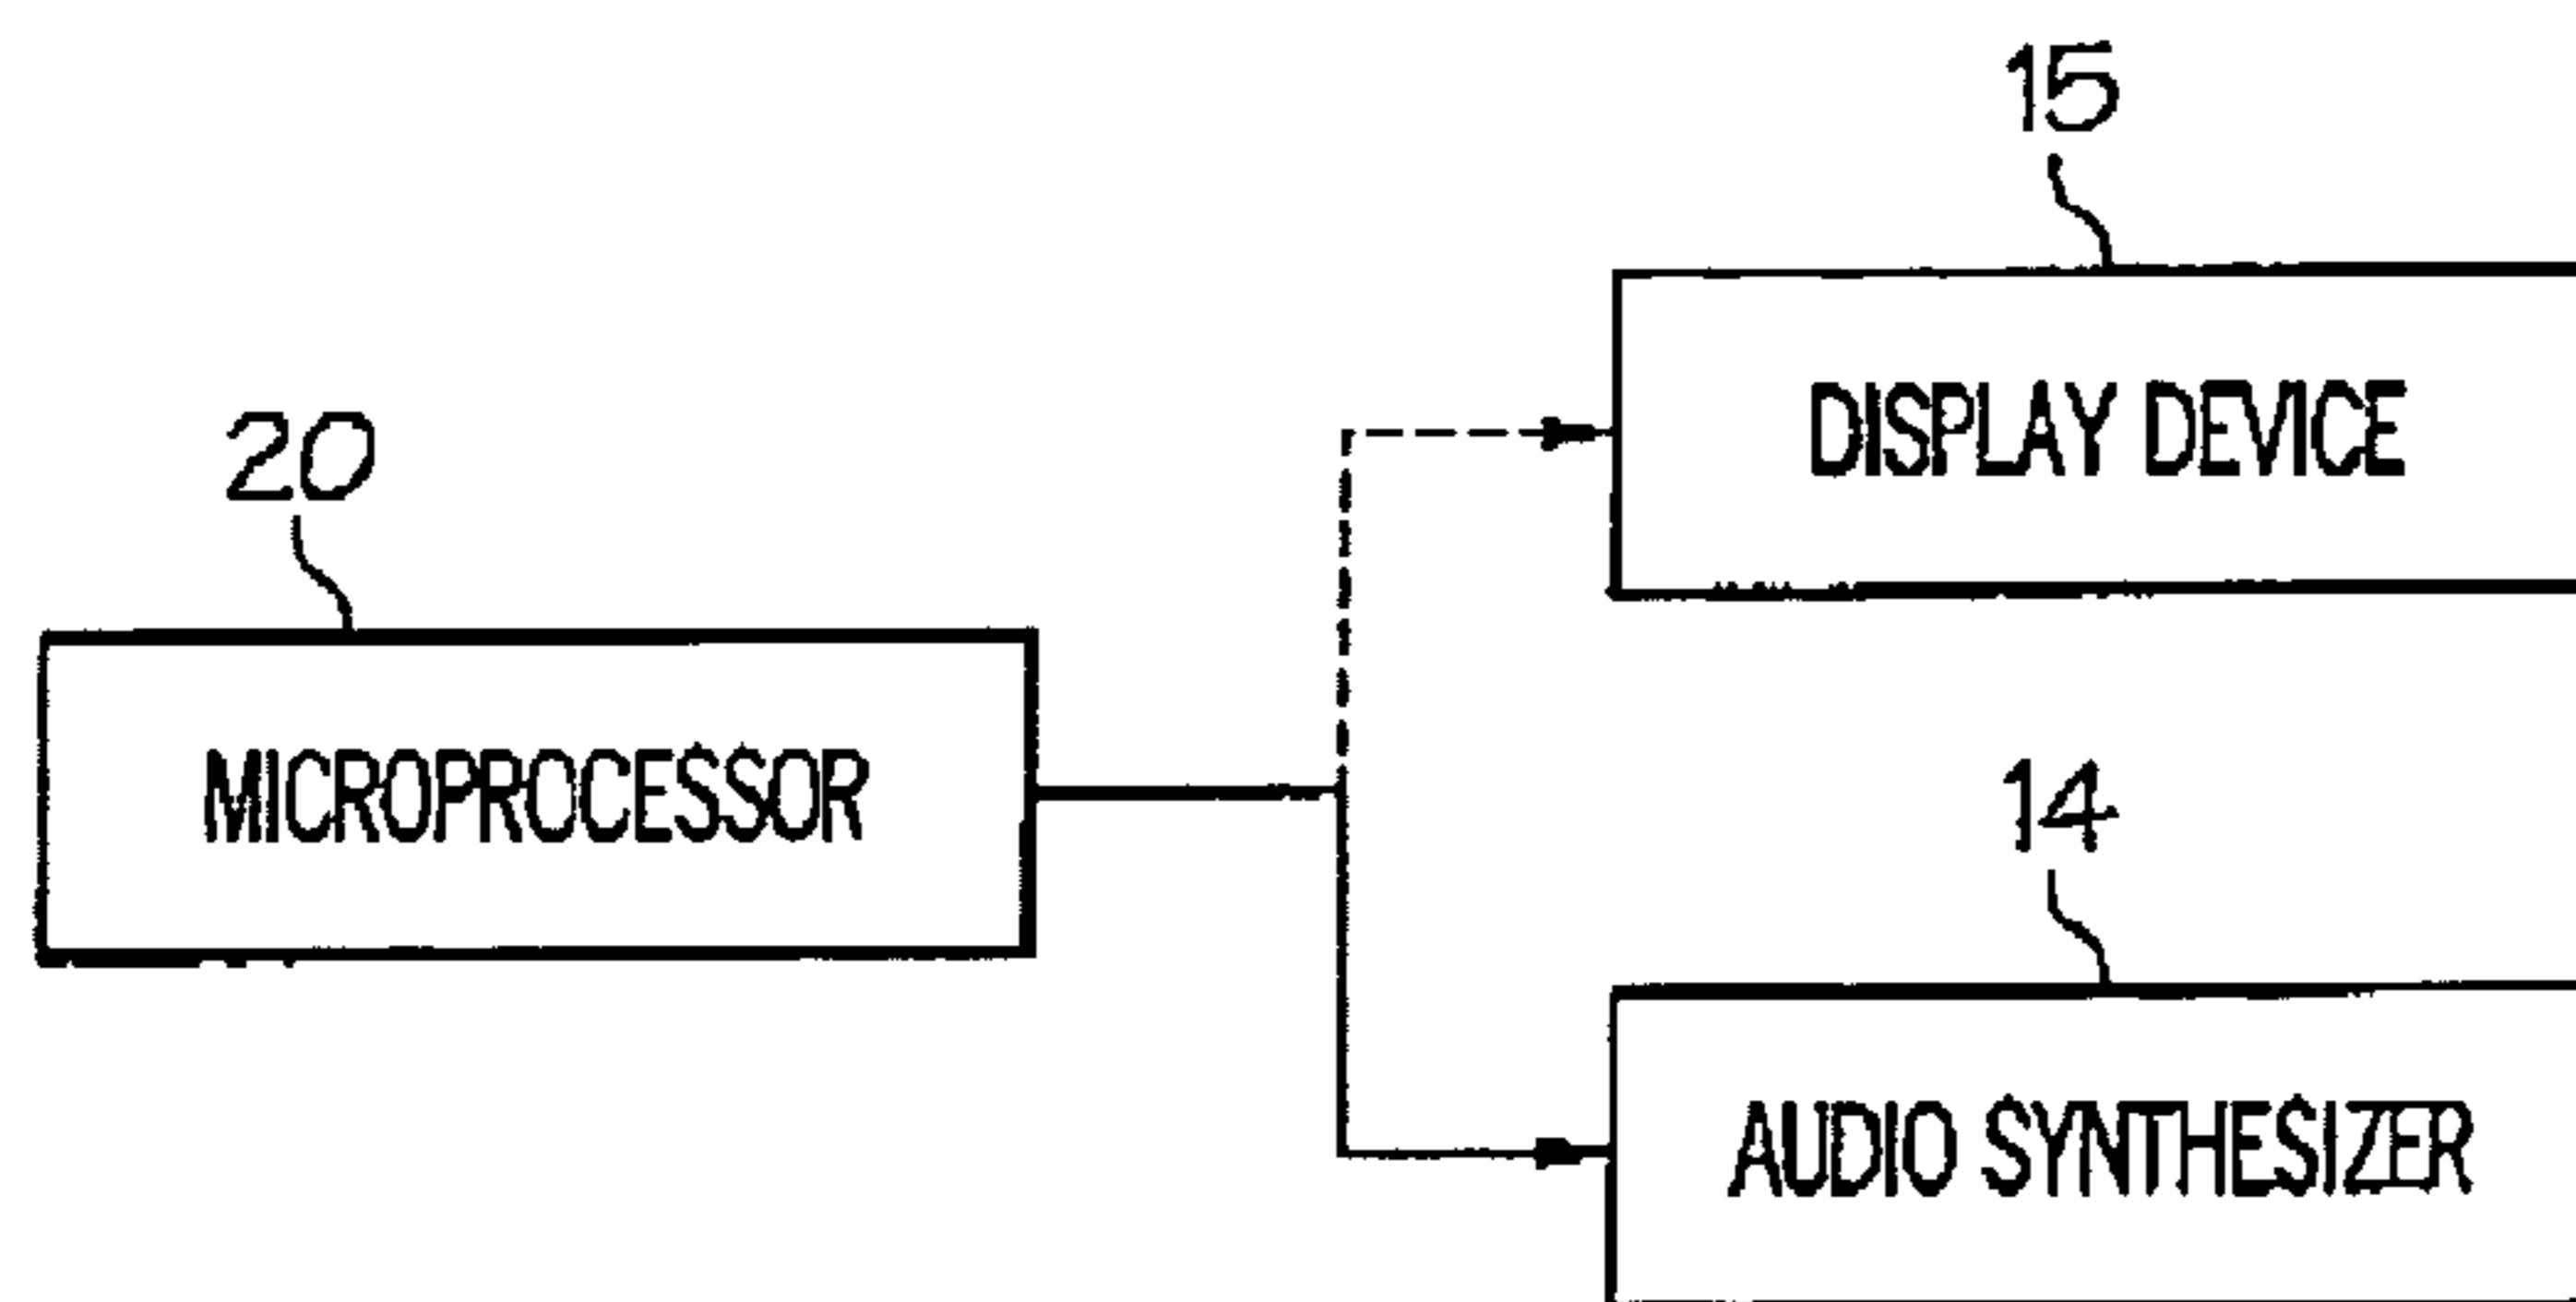 15
DISPLAY DEVICE
20
MICROPROCESSOR
14
AUDIO SYNTHESIZER